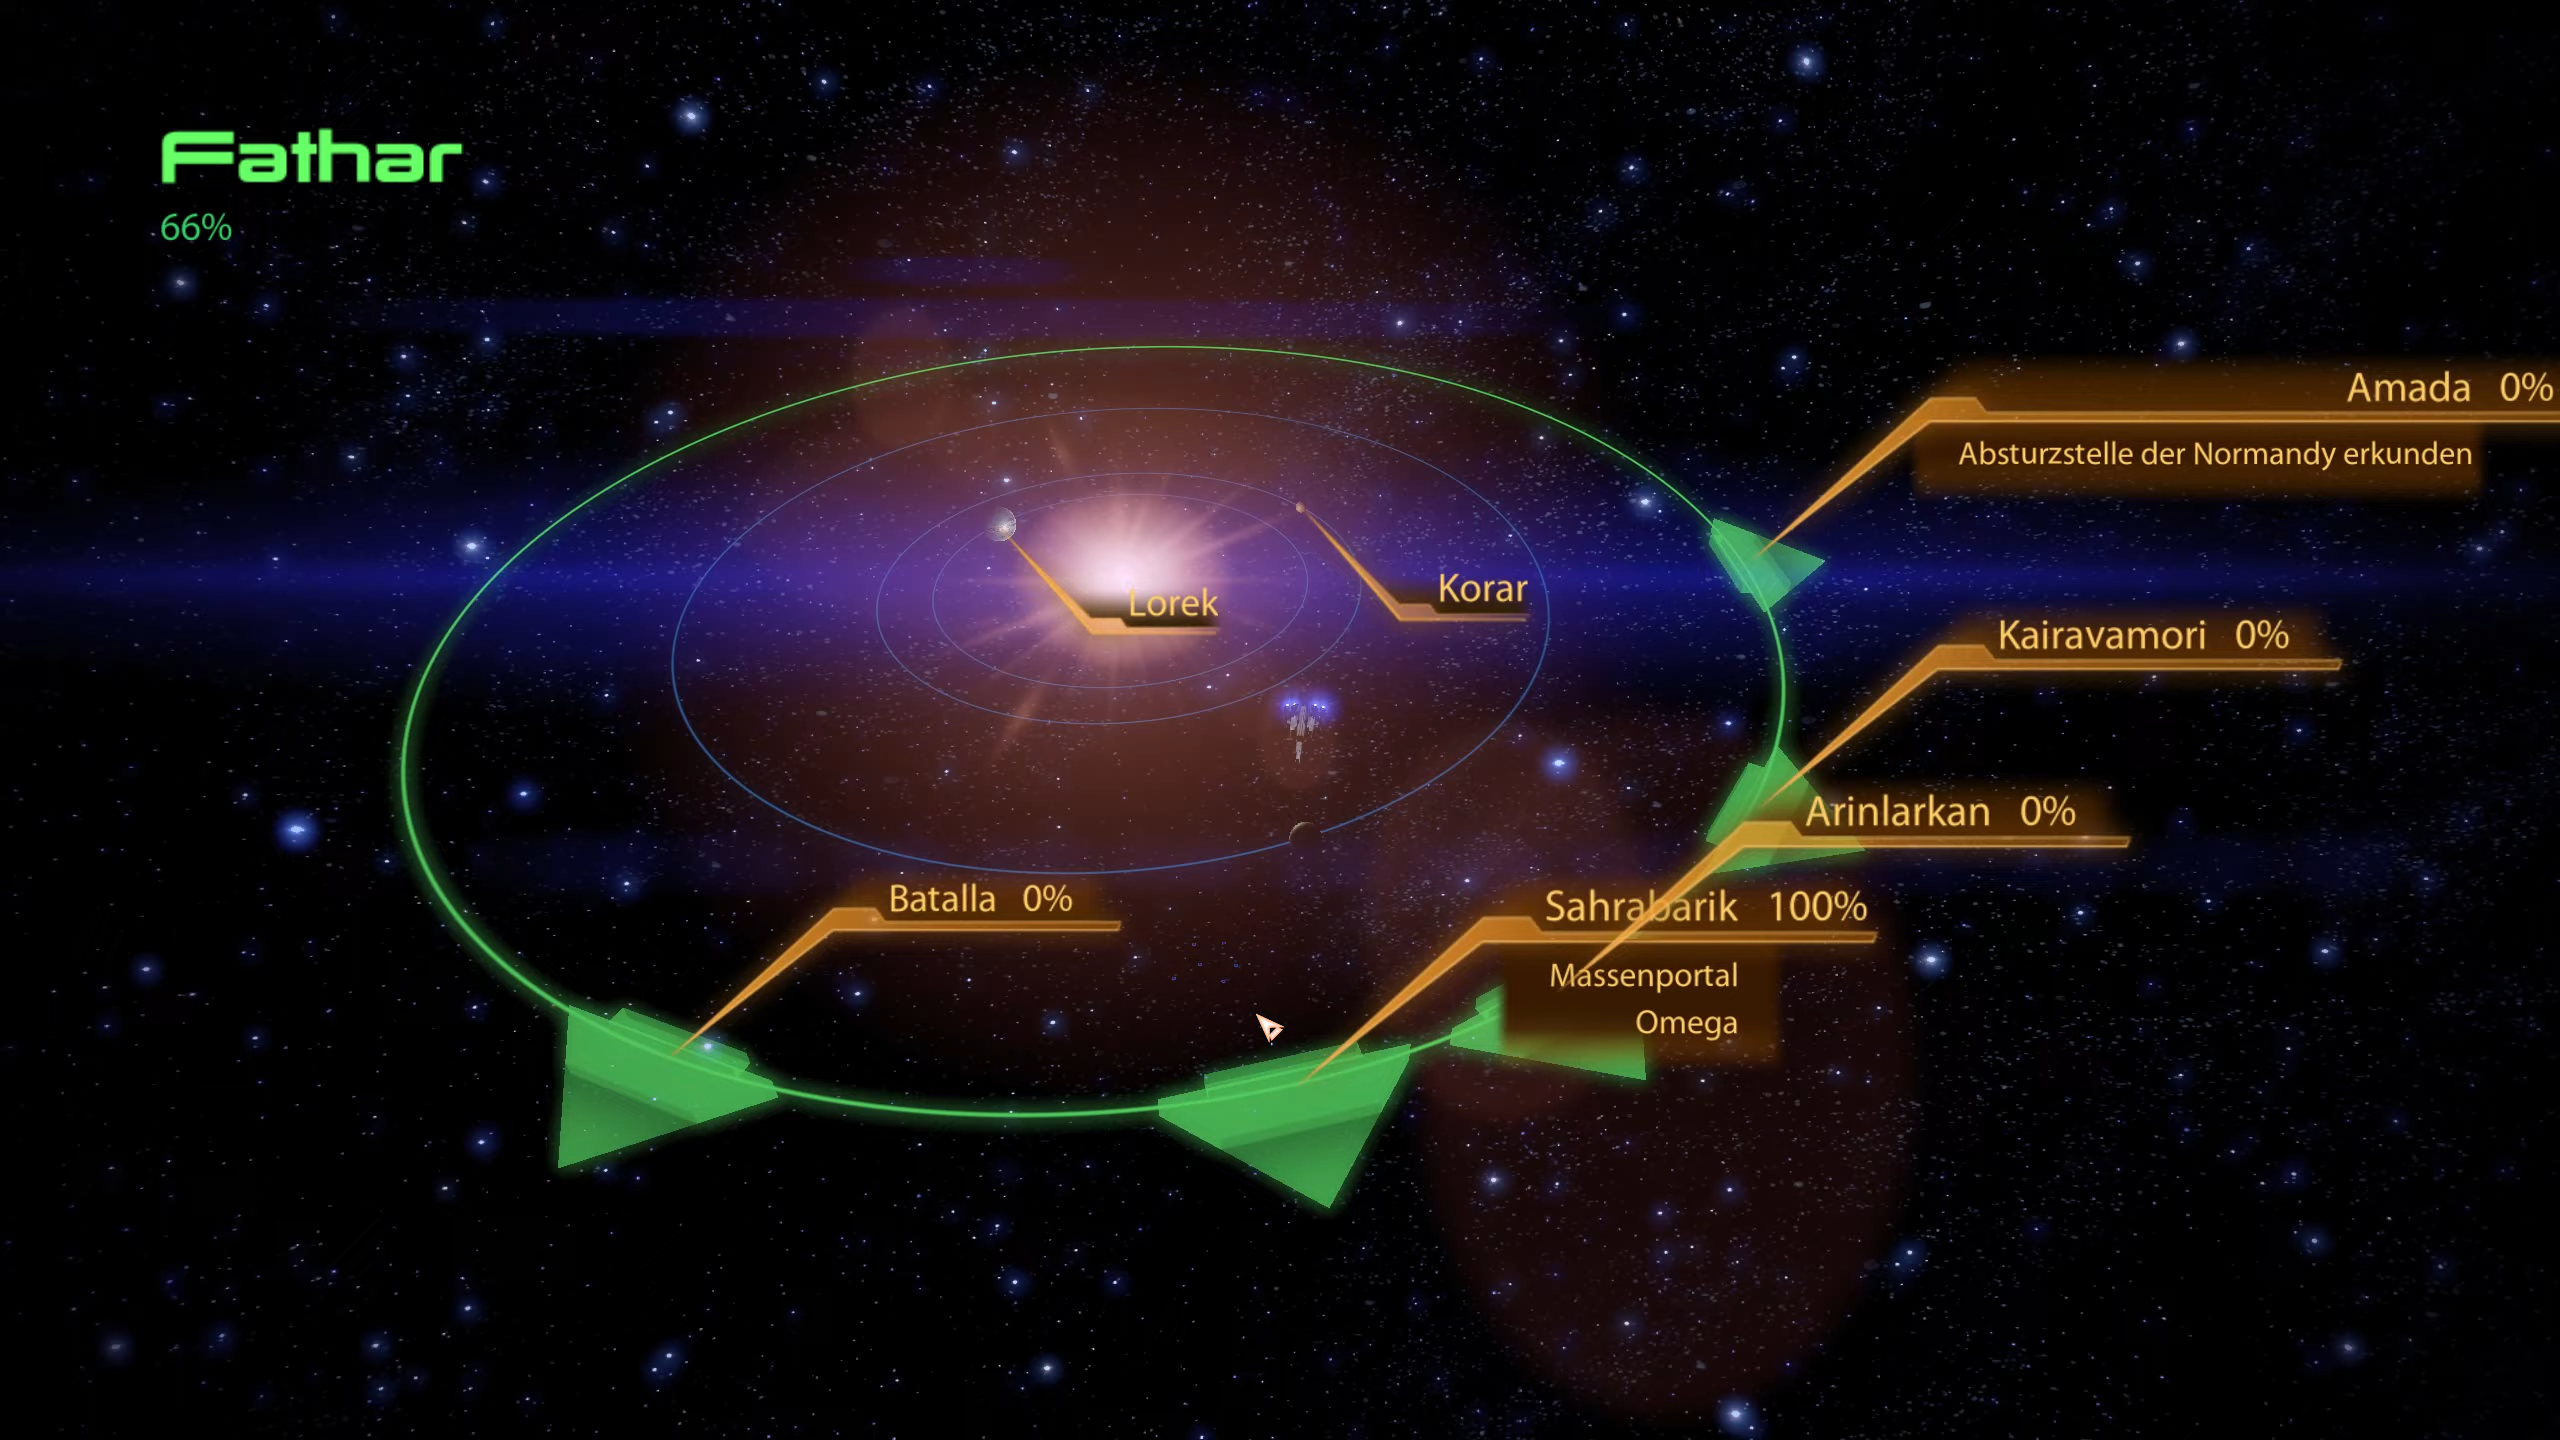 Fathar
66%
Amada 0%
Absturzstelle der Normandy erkunden
Lorek
Korar
Kairavamori 0%
Arinlarkan 0%
Batalla 0%
Sahrabarik 100%
Massenportal
Omega